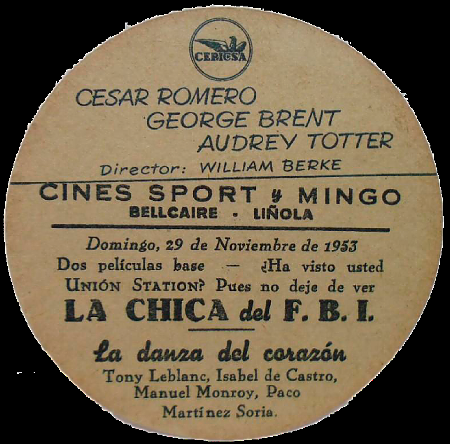 CEBICSA
CESAR ROMERO
GEORGE BRENT
AUDREY TOTTER
Director: WILLIAM BERKE
CINES SPORT y MINGO
BELLCAIRE - LIÑOLA
Domingo, 29 de Noviembre de 1953
Dos películas base — ¿Ha visto usted
UNIÓN STATION? Pues no deje de ver
LA CHICA del F. B. I.
La danza del corazón
Tony Leblanc, Isabel de Castro,
Manuel Monroy, Paco
Martínez Soria.